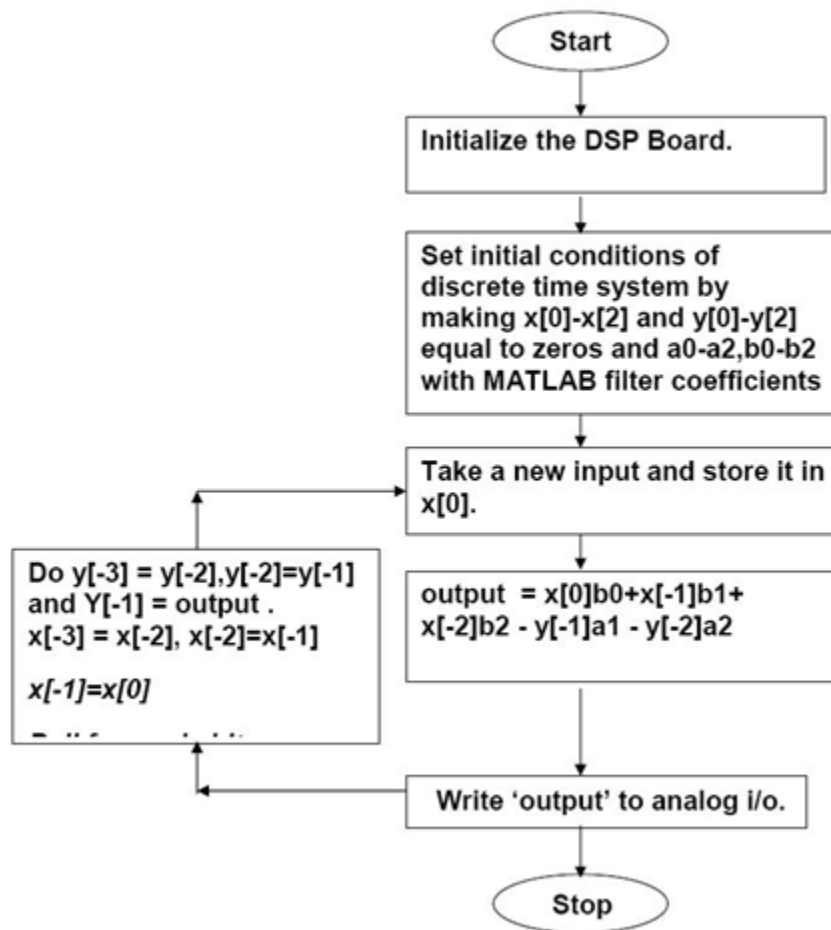 Start
Initialize the DSP Board.
Set initial conditions of
discrete time system by
making x[0]-x[2] and y[0]-y[2]
equal to zeros and a0-a2,b0-b2
with MATLAB filter coefficients
Take a new input and store it in
x[0].
output = x[0]b0+x[-1]b1+
x[-2]b2 - y[-1]a1 - y[-2]a2
Write ‘output’ to analog i/o.
Do y[-3] = y[-2],y[-2]=y[-1]
and Y[-1] = output .
x[-3] = x[-2], x[-2]=x[-1]
x[-1]=x[0]
Stop